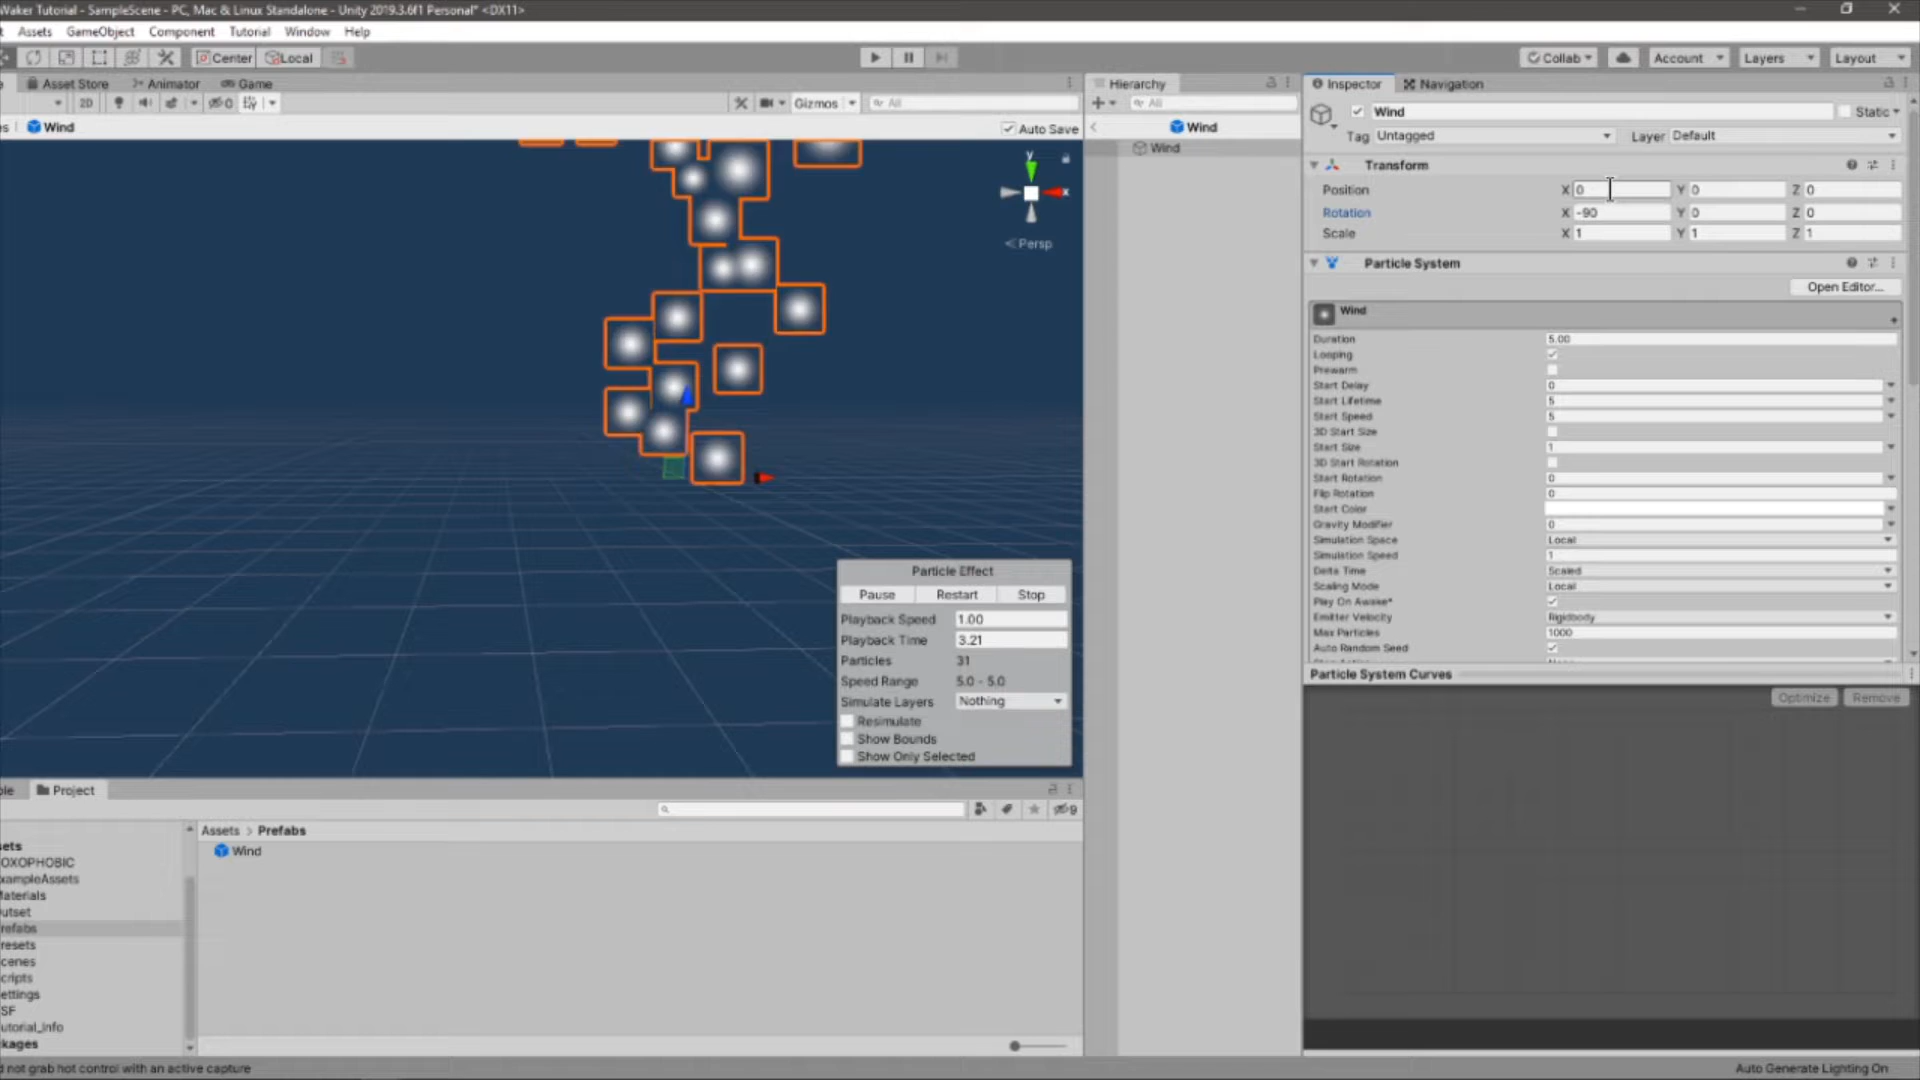 Waker Tutorial - SampleScene - PC, Mac & Linux Standalone - Unity 2019.3.6f1 Personal* <DX11>
Assets GameObject Component Tutorial Window Help
Center Local Collab Account Layers Layout
Asset Store Animator Game
2D 0 Gizmos All
Wind Auto Save
y
x
Persp
Particle Effect
Pause Restart Stop
Playback Speed 1.00
Playback Time 3.21
Particles 31
Speed Range 5.0 - 5.0
Simulate Layers Nothing
Resimulate
Show Bounds
Show Only Selected
Hierarchy
All
Wind
Wind
Inspector Navigation
Wind Static
Tag Untagged Layer Default
Transform
Position X 0 Y 0 Z 0
Rotation X -90 Y 0 Z 0
Scale X 1 Y 1 Z 1
Particle System
Open Editor...
Wind
Duration 5.00
Looping
Prewarm
Start Delay 0
Start Lifetime 5
Start Speed 5
3D Start Size
Start Size 1
3D Start Rotation
Start Rotation 0
Flip Rotation 0
Start Color
Gravity Modifier 0
Simulation Space Local
Simulation Speed 1
Delta Time Scaled
Scaling Mode Local
Play On Awake*
Emitter Velocity Rigidbody
Max Particles 1000
Auto Random Seed
Particle System Curves
Optimize Remove
Project
9
Assets > Prefabs
Wind
sets
OXOPHOBIC
xampleAssets
laterials
utset
refabs
resets
cenes
cripts
ettings
SF
utorial_Info
kages
d not grab hot control with an active capture
Auto Generate Lighting On